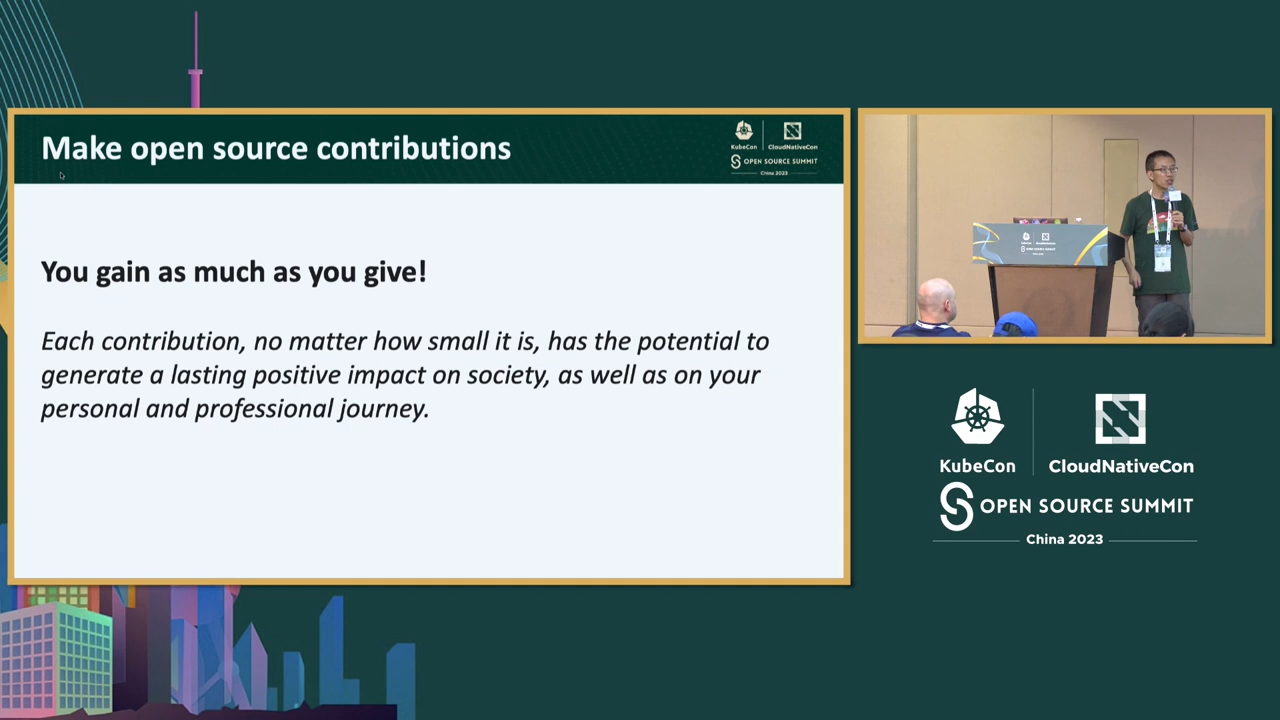 Make open source contributions
KubeCon
CloudNativeCon
OPEN SOURCE SUMMIT
China 2023
You gain as much as you give!
Each contribution, no matter how small it is, has the potential to
generate a lasting positive impact on society, as well as on your
personal and professional journey.
KubeCon
CloudNativeCon
OPEN SOURCE SUMMIT
China 2023